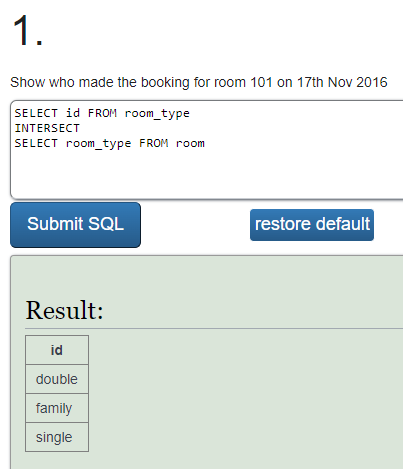 1.
Show who made the booking for room 101 on 17th Nov 2016
SELECT id FROM room_type
INTERSECT
SELECT room_type FROM room
Submit SQL restore default
Result:
id
double
family
single